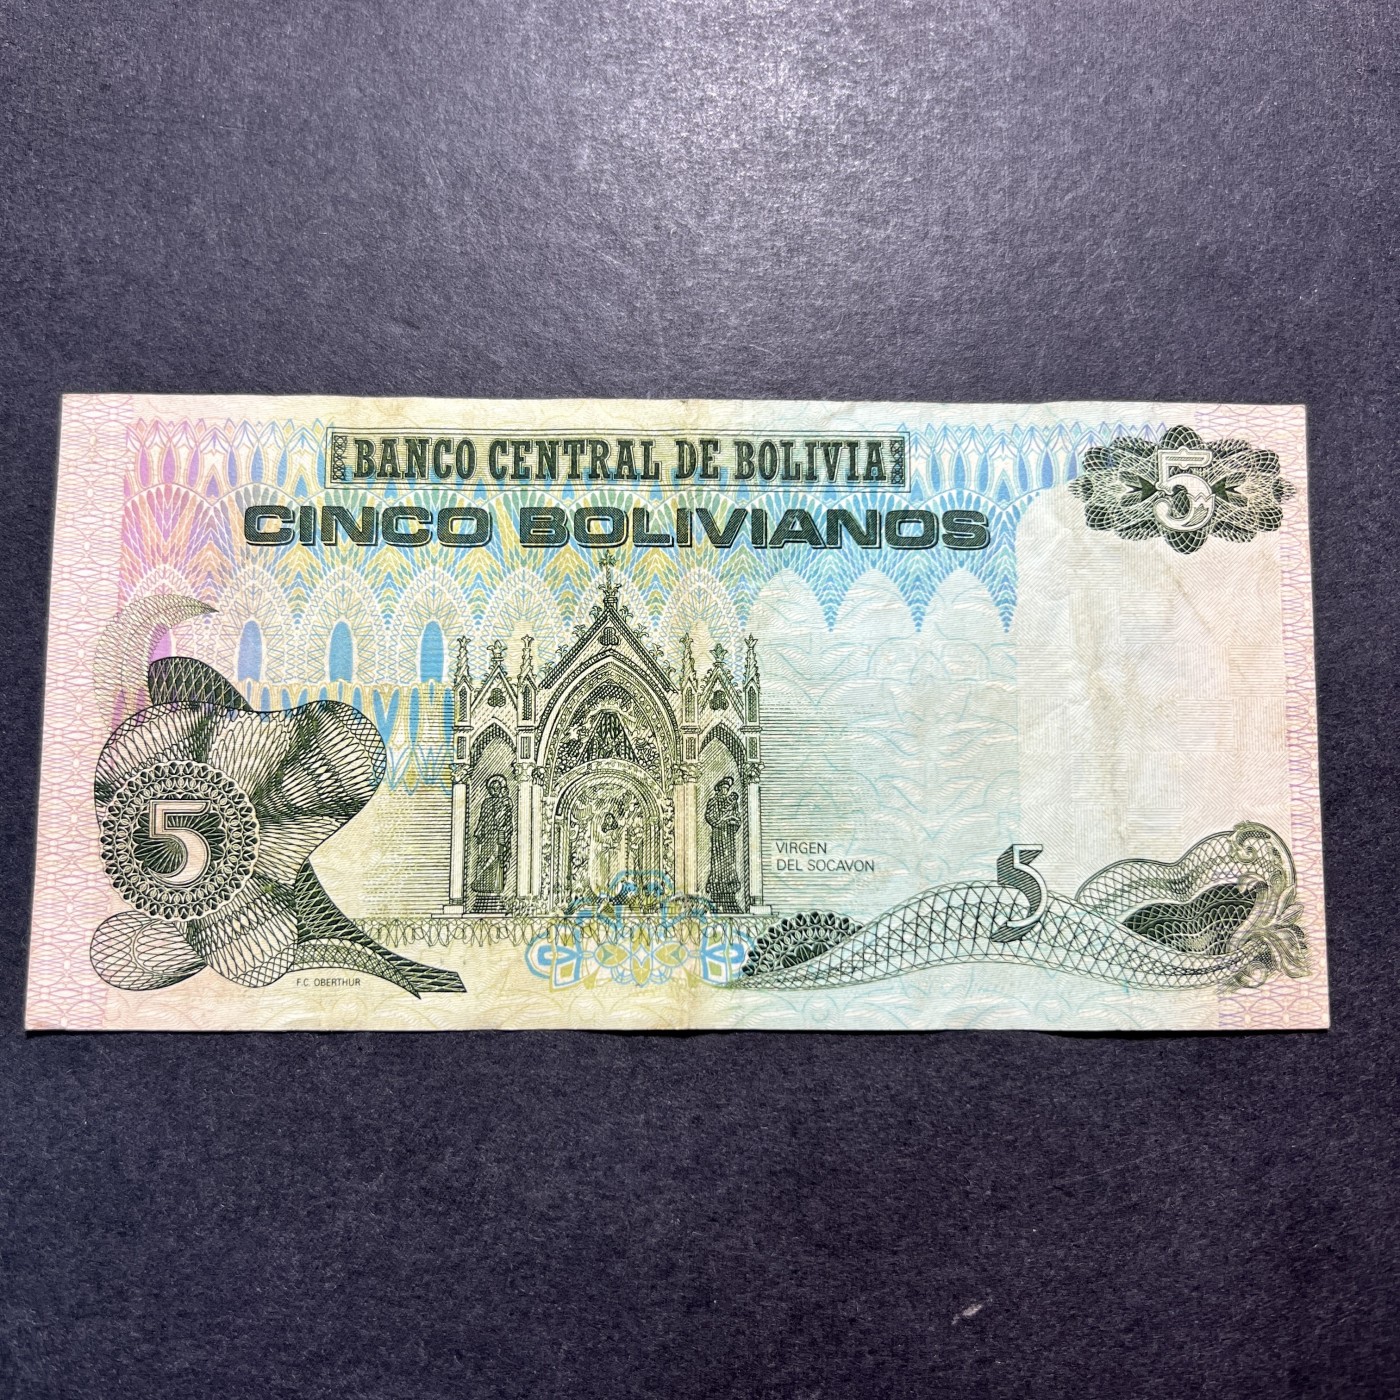 BANCO CENTRAL DE BOLIVIA
5
CINCO BOLIVIANOS
5
VIRGEN
DEL SOCAVON
5
F.C. OBERTHUR